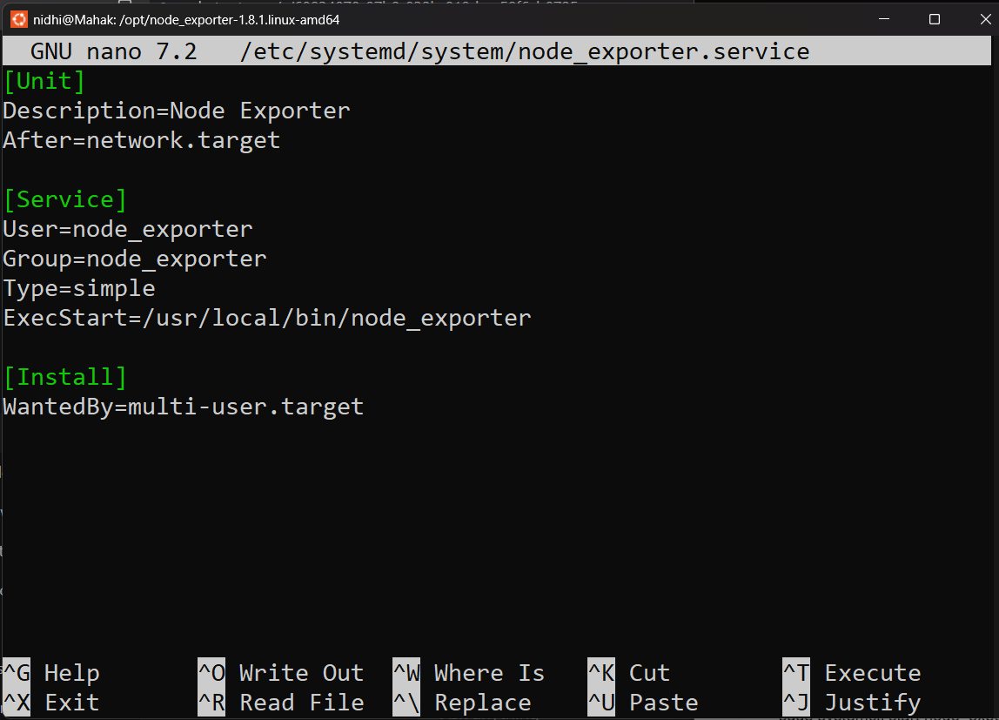 nidhi@Mahak: /opt/node_exporter-1.8.1.linux-amd64
GNU nano 7.2 /etc/systemd/system/node_exporter.service
[Unit]
Description=Node Exporter
After=network.target
[Service]
User=node_exporter
Group=node_exporter
Type=simple
ExecStart=/usr/local/bin/node_exporter
[Install]
WantedBy=multi-user.target
^G Help ^O Write Out ^W Where Is ^K Cut ^T Execute
^X Exit ^R Read File ^\ Replace ^U Paste ^J Justify